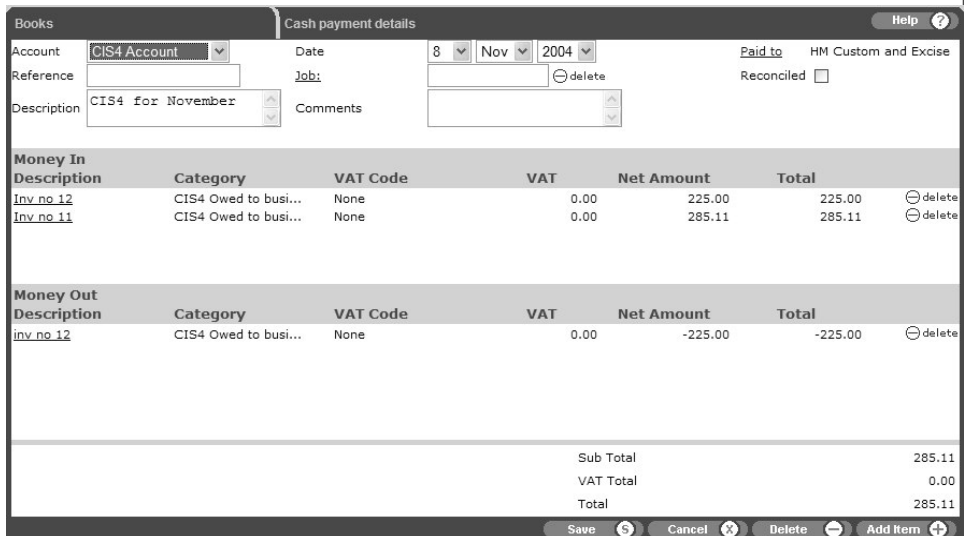 Books Cash payment details Help ?
Account CIS4 Account Date 8 Nov 2004 Paid to HM Custom and Excise
Reference Job: delete Reconciled
Description CIS4 for November Comments
Money In
Description Category VAT Code VAT Net Amount Total
Inv no 12 CIS4 Owed to busi... None 0.00 225.00 225.00 delete
Inv no 11 CIS4 Owed to busi... None 0.00 285.11 285.11 delete
Money Out
Description Category VAT Code VAT Net Amount Total
inv no 12 CIS4 Owed to busi... None 0.00 -225.00 -225.00 delete
Sub Total 285.11
VAT Total 0.00
Total 285.11
Save S Cancel X Delete Add Item